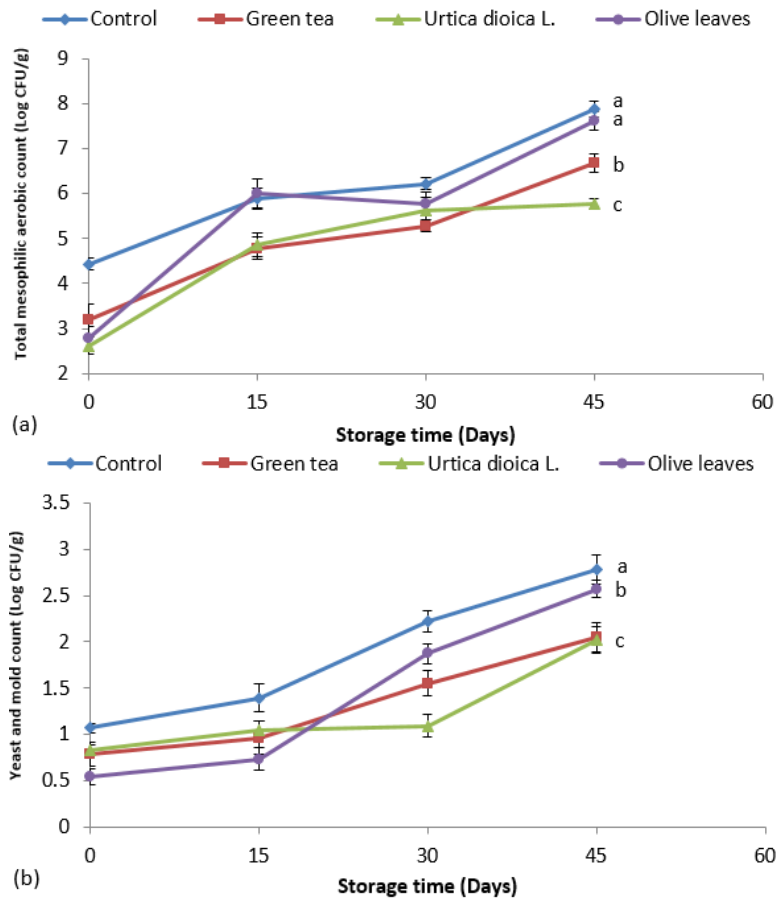 Control Green tea Urtica dioica L. Olive leaves
Total mesophilic aerobic count (Log CFU/g)
9
8
7
6
5
4
3
2
a
a
b
c
0 15 30 45 60
Storage time (Days)
(a)
Control Green tea Urtica dioica L. Olive leaves
Yeast and mold count (Log CFU/g)
3.5
3
2.5
2
1.5
1
0.5
0
a
b
c
0 15 30 45 60
Storage time (Days)
(b)